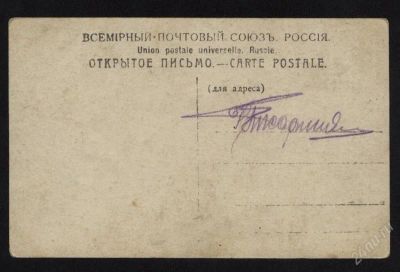 ВСЕМІРНЫЙ ПОЧТОВЫЙ СОЮЗЪ. РОССІЯ.
Union postale universelle. Russie.
ОТКРЫТОЕ ПИСЬМО.—CARTE POSTALE.
(для адреса)